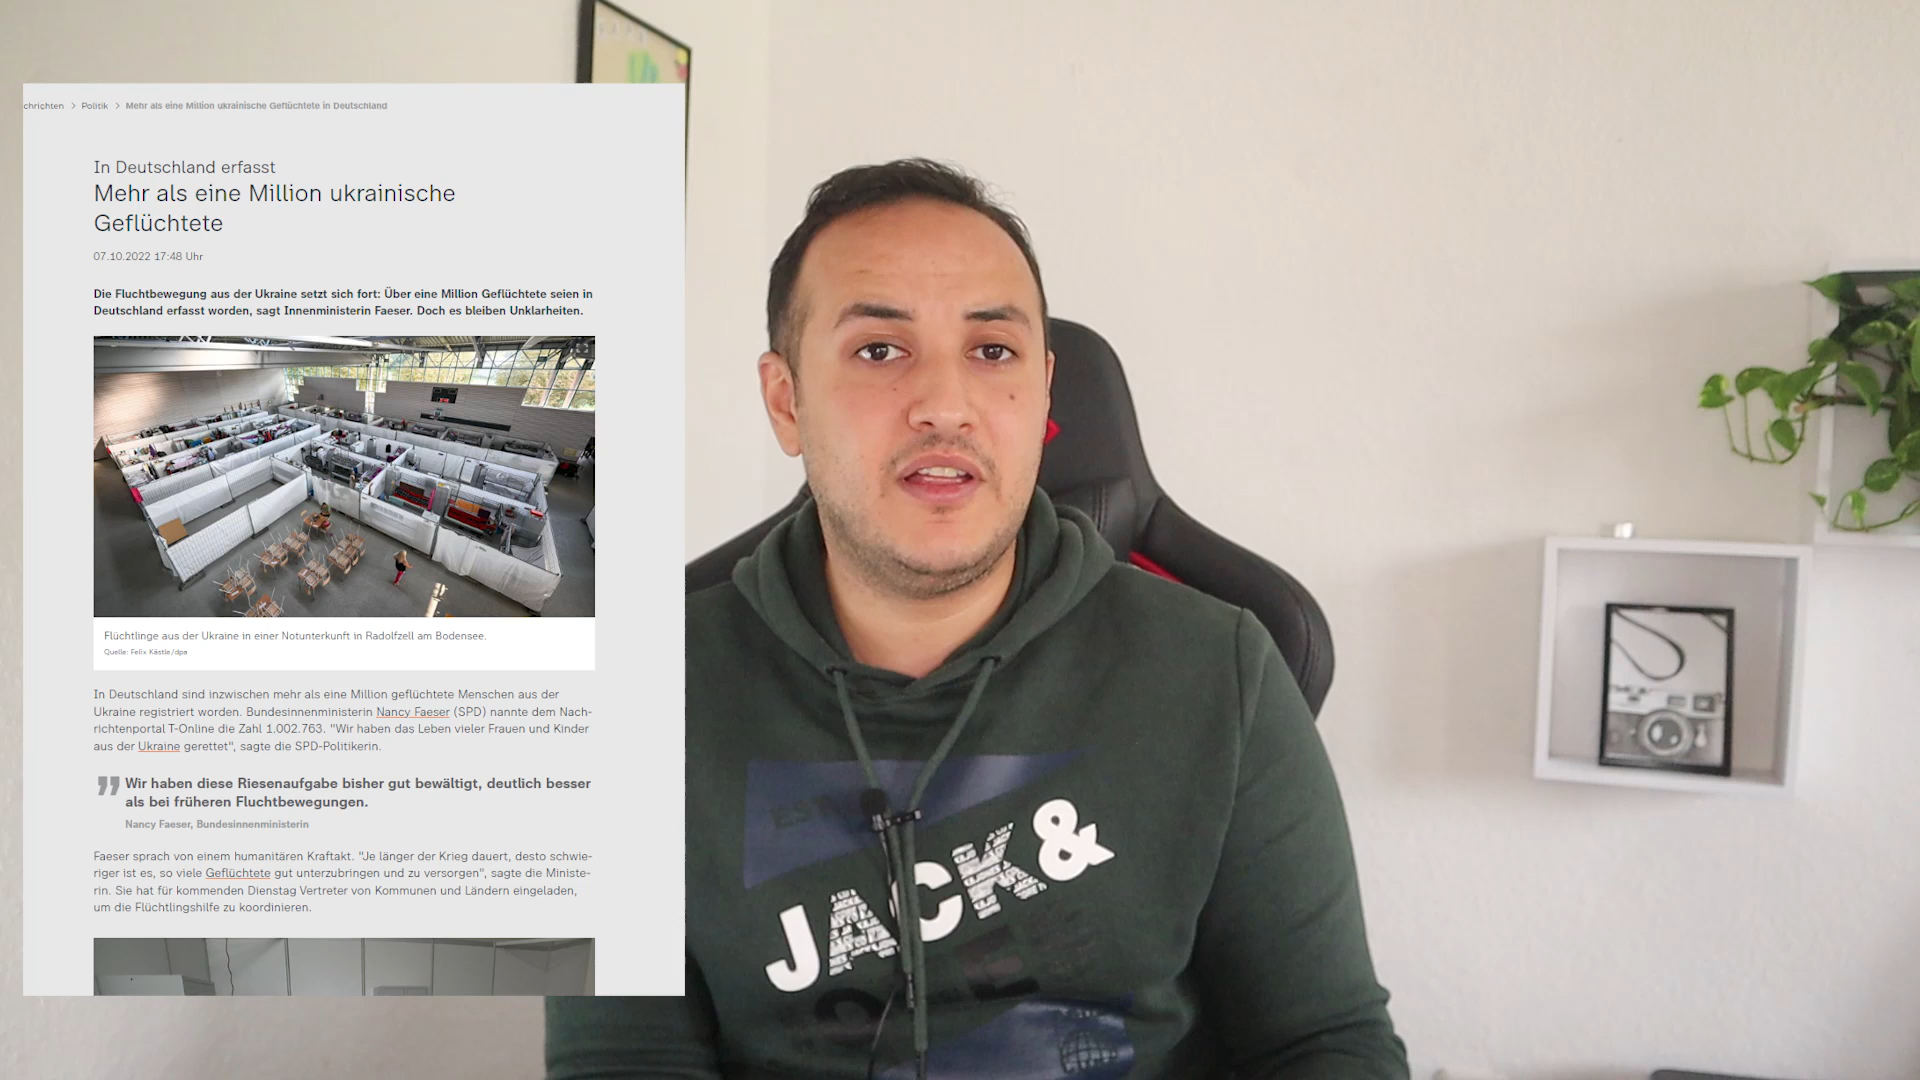 chrichten > Politik > Mehr als eine Million ukrainische Geflüchtete in Deutschland
In Deutschland erfasst
Mehr als eine Million ukrainische
Geflüchtete
07.10.2022 17:48 Uhr
Die Fluchtbewegung aus der Ukraine setzt sich fort: Über eine Million Geflüchtete seien in
Deutschland erfasst worden, sagt Innenministerin Faeser. Doch es bleiben Unklarheiten.
Flüchtlinge aus der Ukraine in einer Notunterkunft in Radolfzell am Bodensee.
Quelle: Felix Kästle/dpa
In Deutschland sind inzwischen mehr als eine Million geflüchtete Menschen aus der
Ukraine registriert worden. Bundesinnenministerin Nancy Faeser (SPD) nannte dem Nach-
richtenportal T-Online die Zahl 1.002.763. "Wir haben das Leben vieler Frauen und Kinder
aus der Ukraine gerettet", sagte die SPD-Politikerin.
Wir haben diese Riesenaufgabe bisher gut bewältigt, deutlich besser
als bei früheren Fluchtbewegungen.
Nancy Faeser, Bundesinnenministerin
Faeser sprach von einem humanitären Kraftakt. "Je länger der Krieg dauert, desto schwie-
riger ist es, so viele Geflüchtete gut unterzubringen und zu versorgen", sagte die Ministe-
rin. Sie hat für kommenden Dienstag Vertreter von Kommunen und Ländern eingeladen,
um die Flüchtlingshilfe zu koordinieren.
JACK &